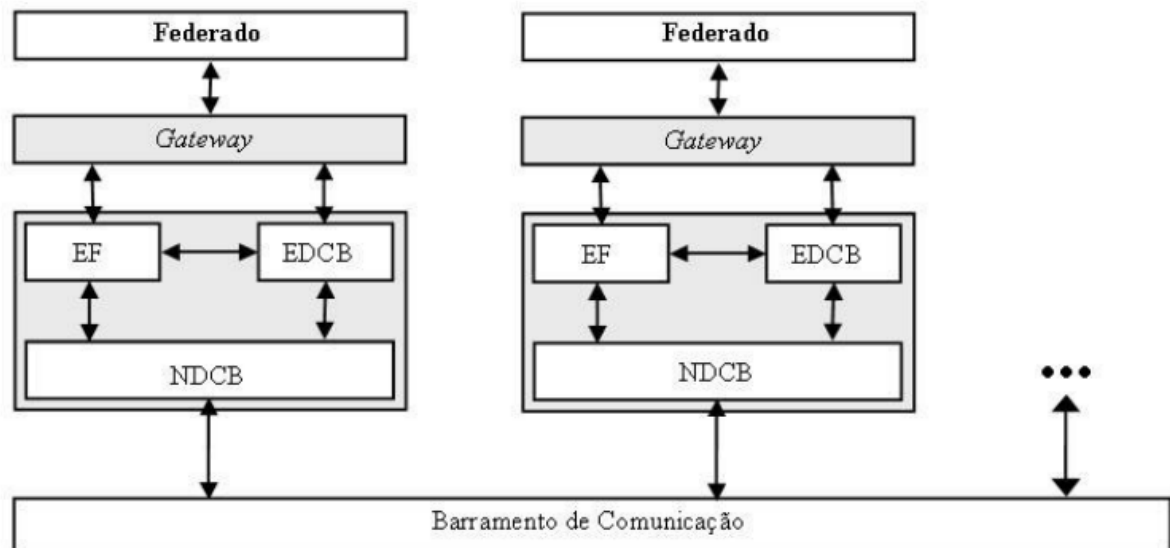 Federado
Federado
Gateway
Gateway
EF
EDCB
EF
EDCB
NDCB
NDCB
Barramento de Comunicação